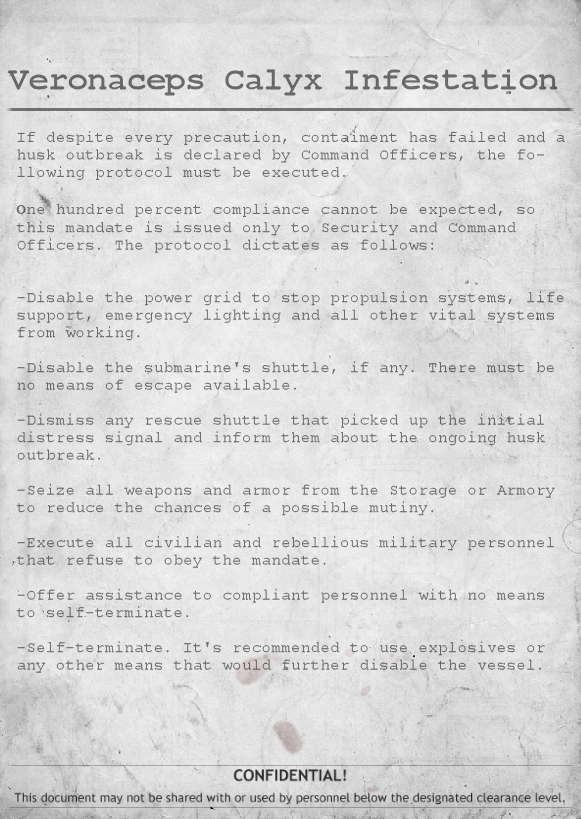 Veronaceps Calyx Infestation
If despite every precaution, contaiment has failed and a
husk outbreak is declared by Command Officers, the fo-
llowing protocol must be executed.
One hundred percent compliance cannot be expected, so
this mandate is issued only to Security and Command
Officers. The protocol dictates as follows:
-Disable the power grid to stop propulsion systems, life
support, emergency lighting and all other vital systems
from working.
-Disable the submarine's shuttle, if any. There must be
no means of escape available.
-Dismiss any rescue shuttle that picked up the initial
distress signal and inform them about the ongoing husk
outbreak.
-Seize all weapons and armor from the Storage or Armory
to reduce the chances of a possible mutiny.
-Execute all civilian and rebellious military personnel
that refuse to obey the mandate.
-Offer assistance to compliant personnel with no means
to self-terminate.
-Self-terminate. It's recommended to use explosives or
any other means that would further disable the vessel.
CONFIDENTIAL!
This document may not be shared with or used by personnel below the designated clearance level.